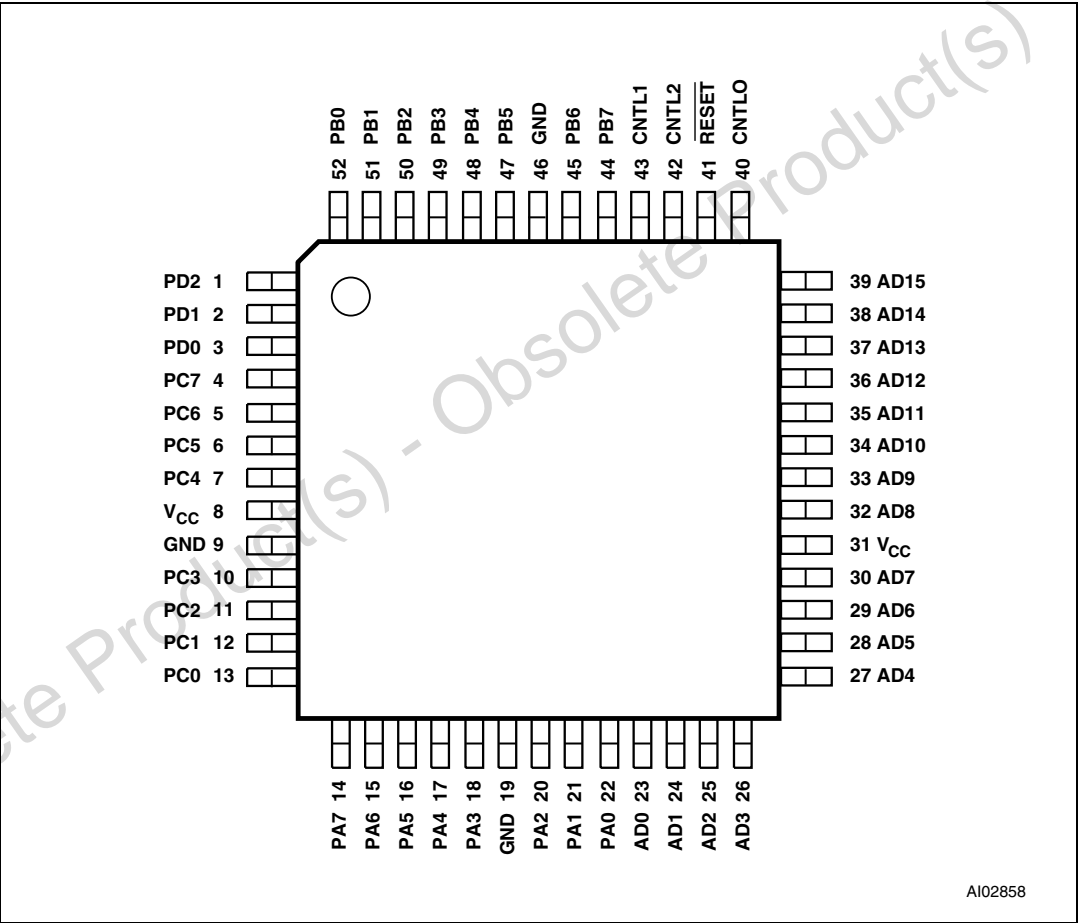 52 PB0
51 PB1
50 PB2
49 PB3
48 PB4
47 PB5
46 GND
45 PB6
44 PB7
43 CNTL1
42 CNTL2
41 RESET
40 CNTLO
PD2 1
PD1 2
PD0 3
PC7 4
PC6 5
PC5 6
PC4 7
VCC 8
GND 9
PC3 10
PC2 11
PC1 12
PC0 13
39 AD15
38 AD14
37 AD13
36 AD12
35 AD11
34 AD10
33 AD9
32 AD8
31 VCC
30 AD7
29 AD6
28 AD5
27 AD4
PA7 14
PA6 15
PA5 16
PA4 17
PA3 18
GND 19
PA2 20
PA1 21
PA0 22
AD0 23
AD1 24
AD2 25
AD3 26
AI02858
ete Product(s) - Obsolete Product(s)